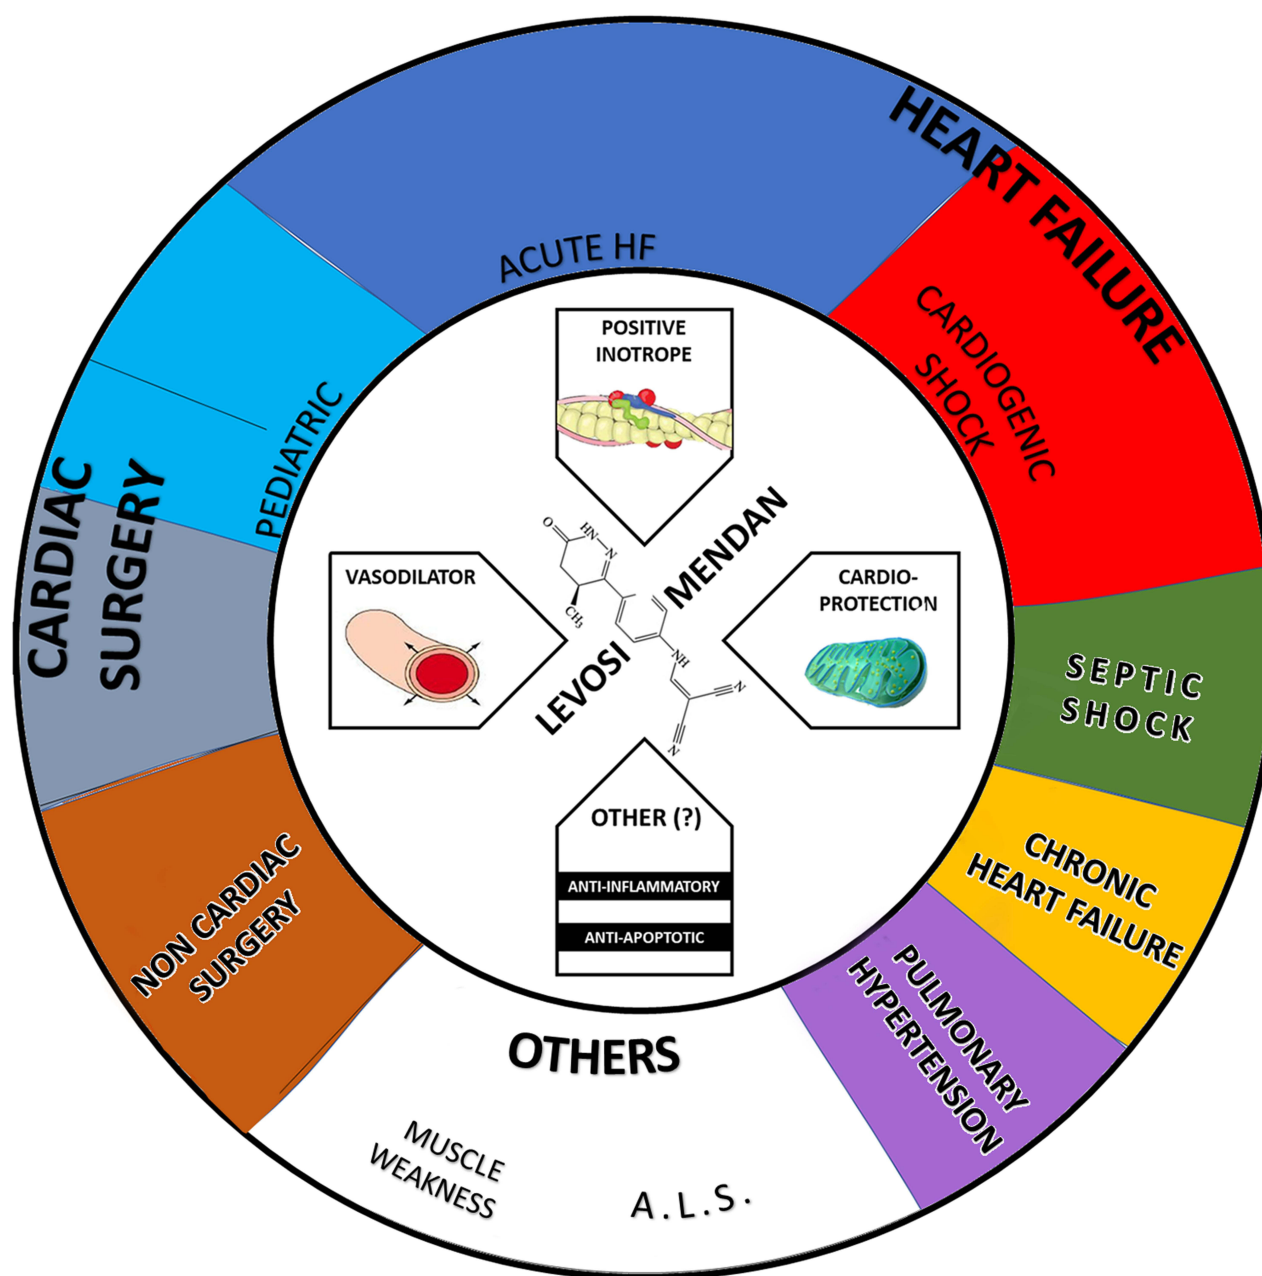 HEART FAILURE
ACUTE HF
CARDIOGENIC
SHOCK
SEPTIC
SHOCK
CHRONIC
HEART FAILURE
PULMONARY
HYPERTENSION
OTHERS
MUSCLE
WEAKNESS
A.L.S.
NON CARDIAC
SURGERY
CARDIAC
SURGERY
PEDIATRIC
POSITIVE
INOTROPE
VASODILATOR
CARDIO-
PROTECTION
LEVOSI
MENDAN
O
HN
N
CH3
NH
N
N
OTHER (?)
ANTI-INFLAMMATORY
ANTI-APOPTOTIC